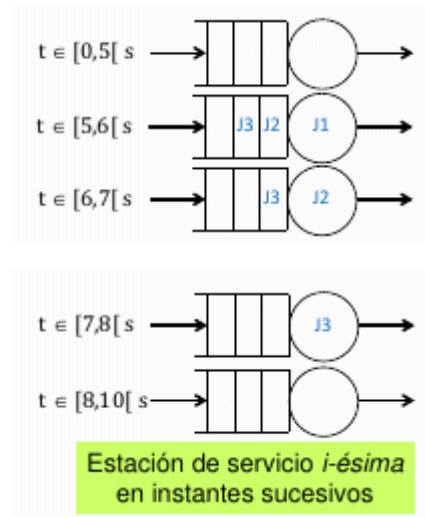 t ∈ [0,5[ s
t ∈ [5,6[ s J3 J2 J1
t ∈ [6,7[ s J3 J2
t ∈ [7,8[ s J3
t ∈ [8,10[ s
Estación de servicio i-ésima
en instantes sucesivos